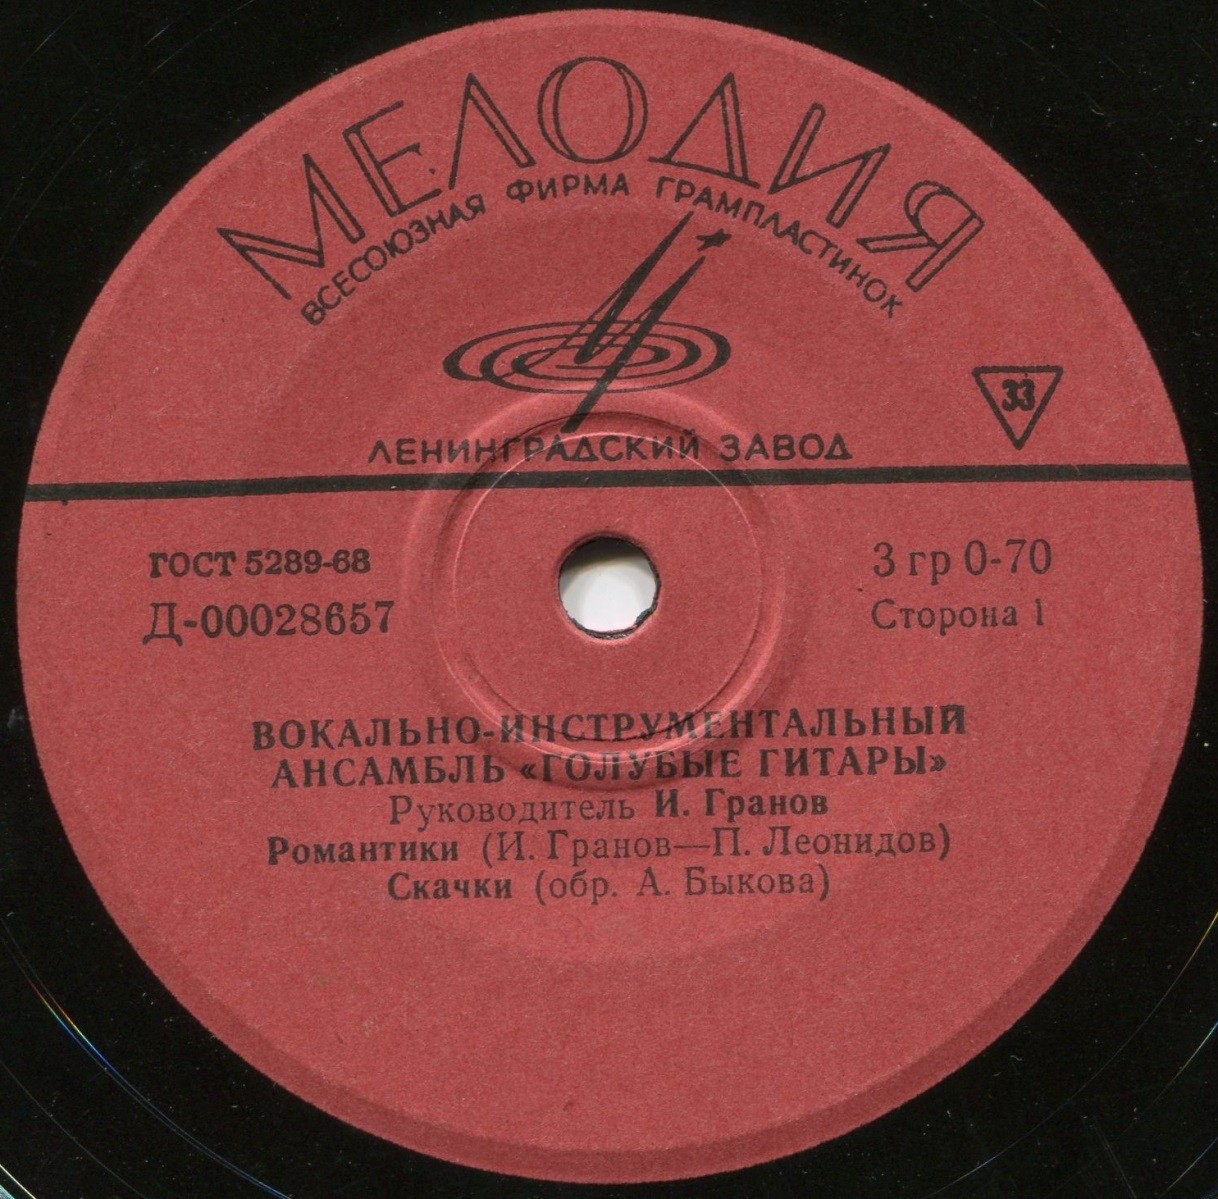 МЕЛОДИЯ
ВСЕСОЮЗНАЯ ФИРМА ГРАМПЛАСТИНОК
33
ЛЕНИНГРАДСКИЙ ЗАВОД
ГОСТ 5289-68
3 гр 0-70
Д-00028657
Сторона 1
ВОКАЛЬНО-ИНСТРУМЕНТАЛЬНЫЙ
АНСАМБЛЬ «ГОЛУБЫЕ ГИТАРЫ»
Руководитель И. Гранов
Романтики (И. Гранов—П. Леонидов)
Скачки (обр. А. Быкова)